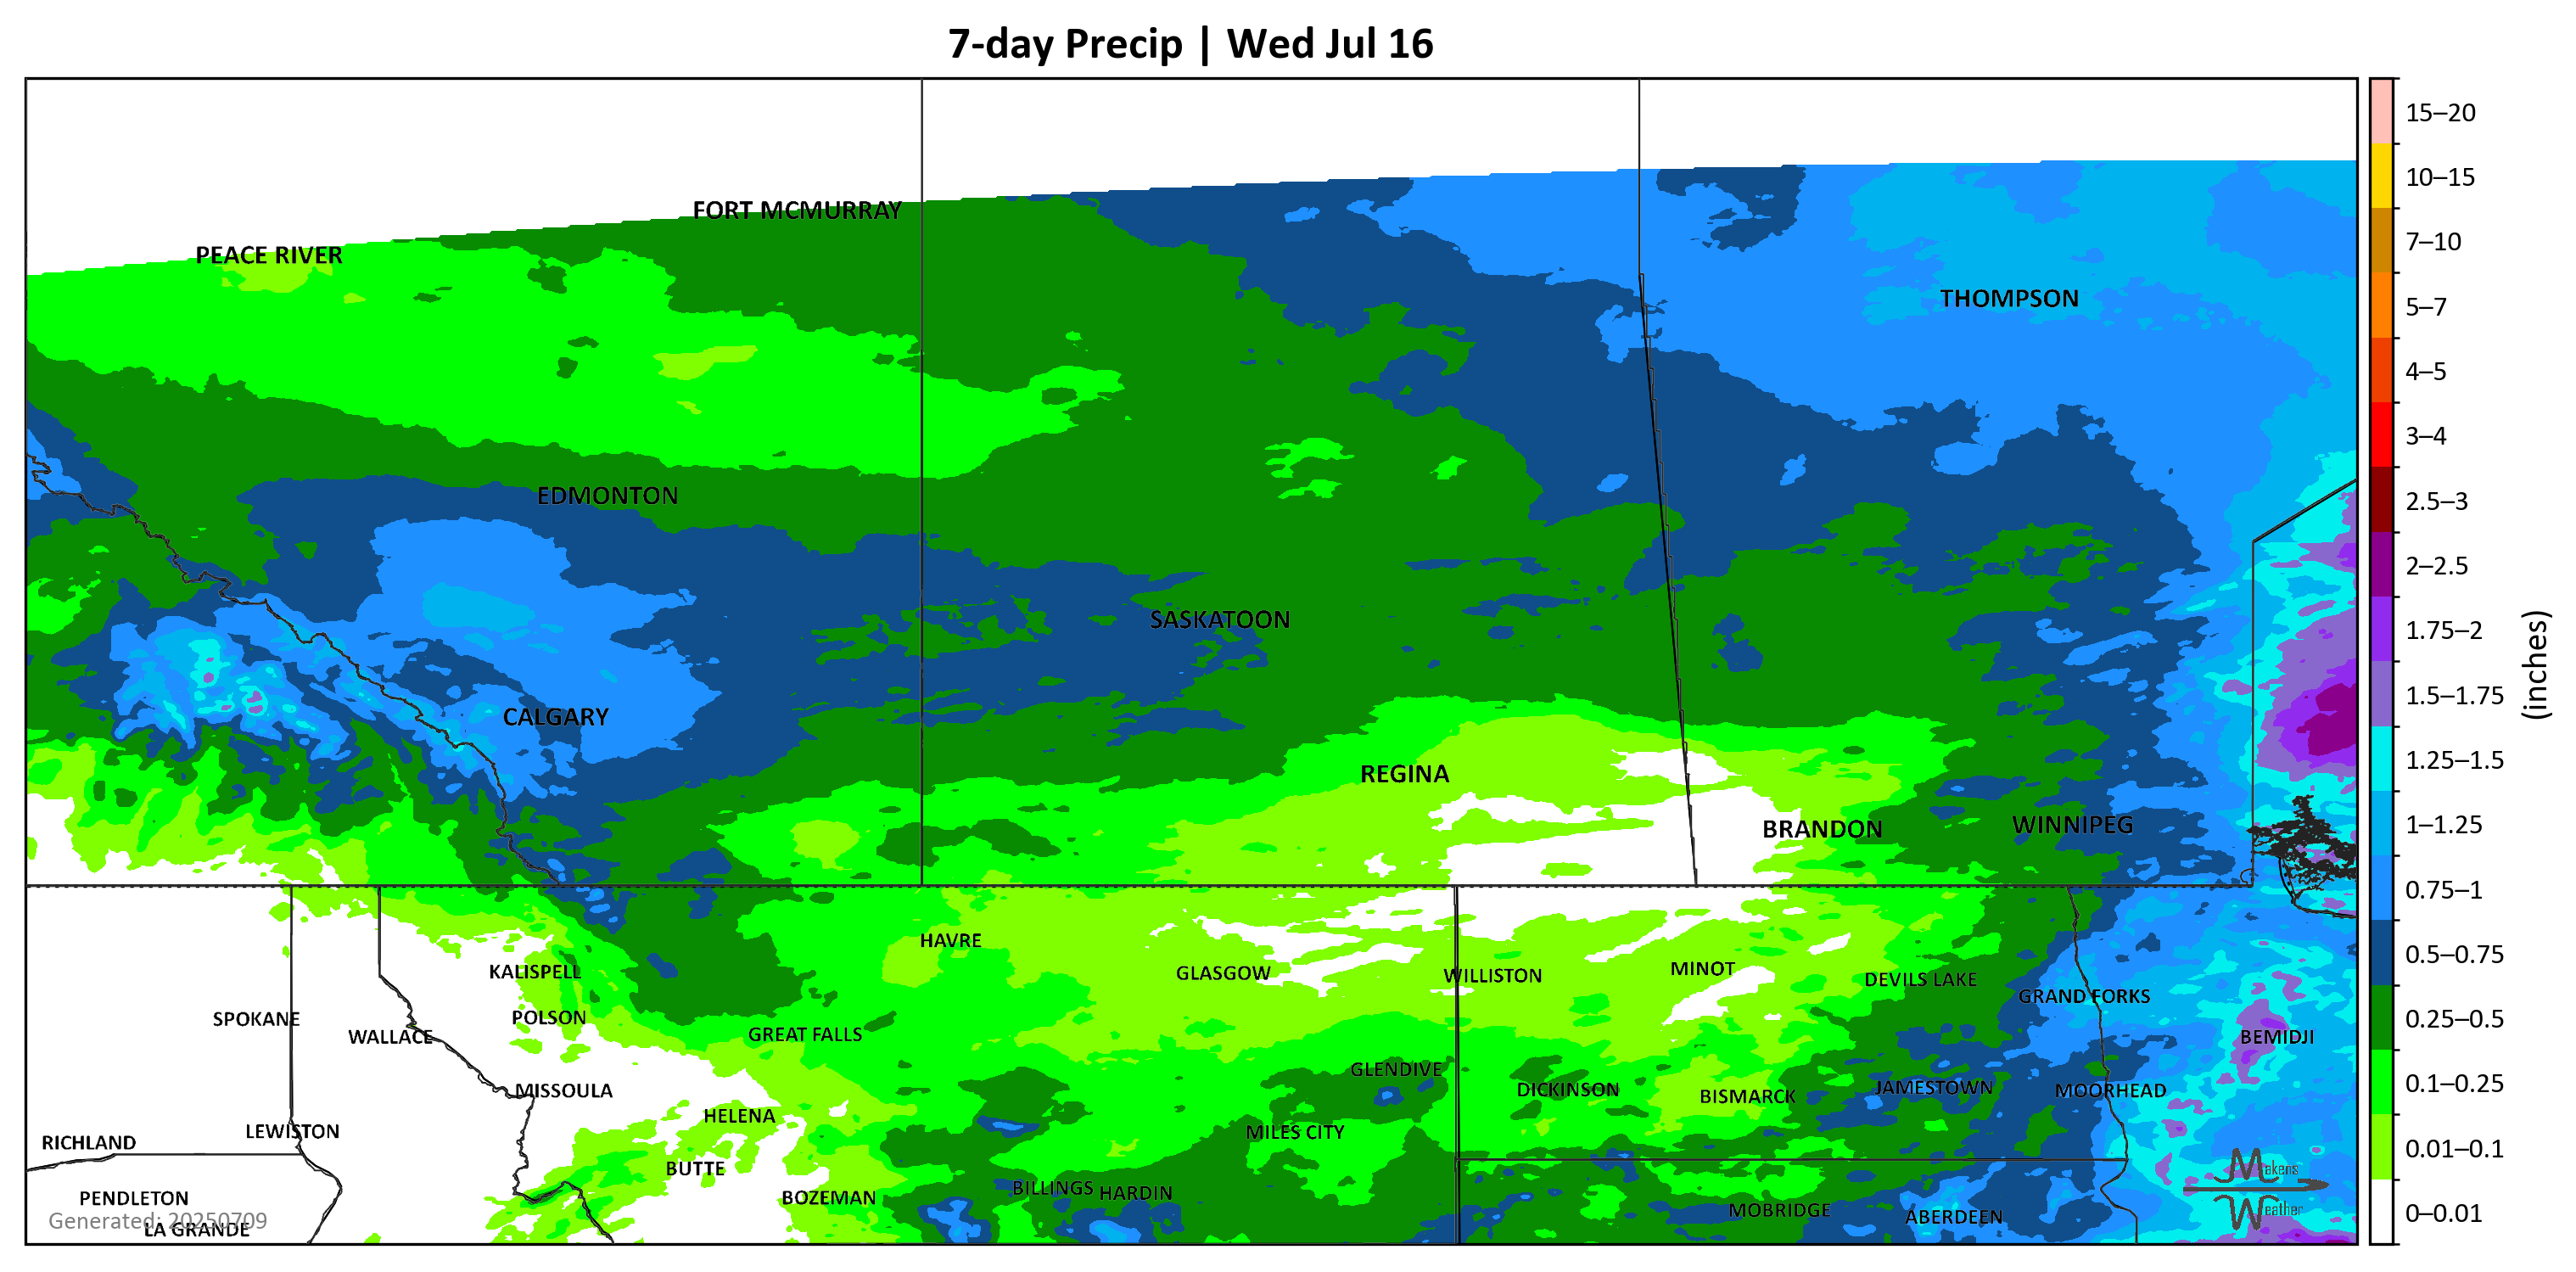 7-day Precip | Wed Jul 16
FORT MCMURRAY
PEACE RIVER
THOMPSON
EDMONTON
SASKATOON
CALGARY
REGINA
BRANDON
WINNIPEG
HAVRE
KALISPELL
GLASGOW
WILLISTON
MINOT
DEVILS LAKE
GRAND FORKS
SPOKANE
POLSON
WALLACE
GREAT FALLS
BEMIDJI
GLENDIVE
MISSOULA
DICKINSON
BISMARCK
JAMESTOWN
MOORHEAD
HELENA
LEWISTON
RICHLAND
MILES CITY
BUTTE
BILLINGS
HARDIN
PENDLETON
BOZEMAN
MOBRIDGE
ABERDEEN
Generated: 20250709
LA GRANDE
Makens
Weather
15–20
10–15
7–10
5–7
4–5
3–4
2.5–3
2–2.5
1.75–2
1.5–1.75
1.25–1.5
1–1.25
0.75–1
0.5–0.75
0.25–0.5
0.1–0.25
0.01–0.1
0–0.01
(inches)